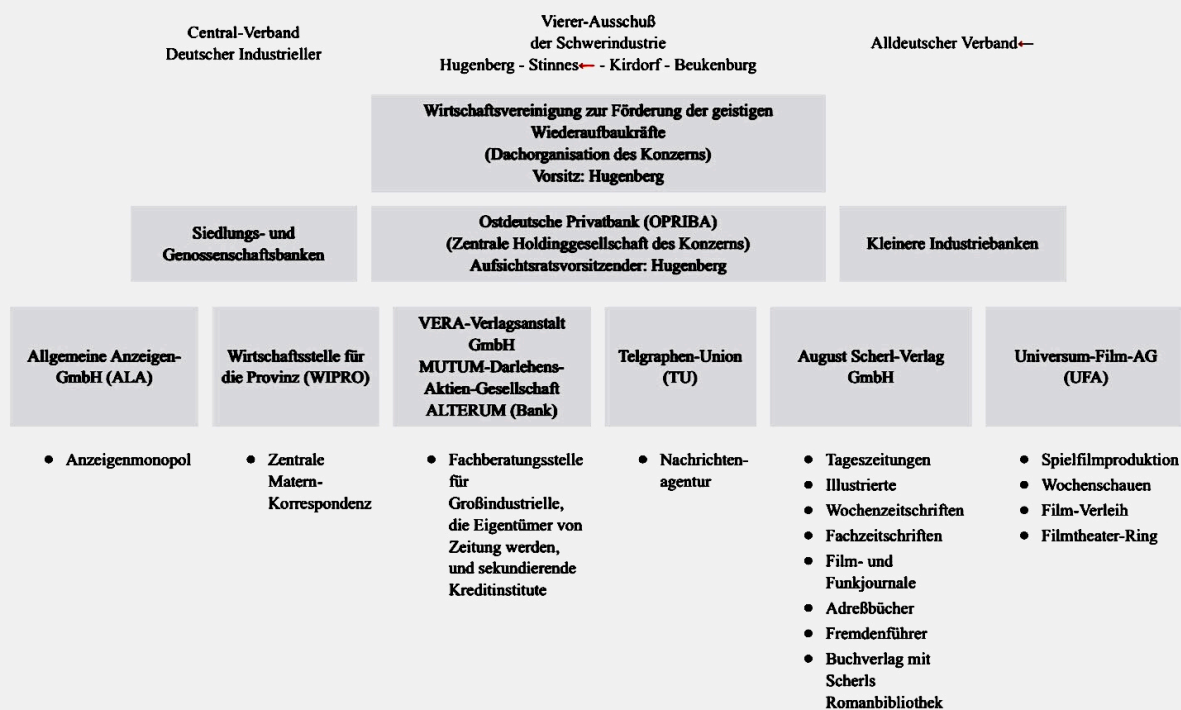 Central-Verband
Deutscher Industrieller
Vierer-Ausschuß
der Schwerindustrie
Hugenberg - Stinnes← - Kirdorf - Beukenburg
Alldeutscher Verband←
Wirtschaftsvereinigung zur Förderung der geistigen
Wiederaufbaukräfte
(Dachorganisation des Konzerns)
Vorsitz: Hugenberg
Siedlungs- und
Genossenschaftsbanken
Ostdeutsche Privatbank (OPRIBA)
(Zentrale Holdinggesellschaft des Konzerns)
Aufsichtsratsvorsitzender: Hugenberg
Kleinere Industriebanken
Allgemeine Anzeigen-
GmbH (ALA)
Wirtschaftsstelle für
die Provinz (WIPRO)
VERA-Verlagsanstalt
GmbH
MUTUM-Darlehens-
Aktien-Gesellschaft
ALTERUM (Bank)
Telgraphen-Union
(TU)
August Scherl-Verlag
GmbH
Universum-Film-AG
(UFA)
• Anzeigenmonopol
• Zentrale
Matern-
Korrespondenz
• Fachberatungsstelle
für
Großindustrielle,
die Eigentümer von
Zeitung werden,
und sekundierende
Kreditinstitute
• Nachrichten-
agentur
• Tageszeitungen
• Illustrierte
• Wochenzeitschriften
• Fachzeitschriften
• Film- und
Funkjournale
• Adreßbücher
• Fremdenführer
• Buchverlag mit
Scherls
Romanbibliothek
• Spielfilmproduktion
• Wochenschauen
• Film-Verleih
• Filmtheater-Ring